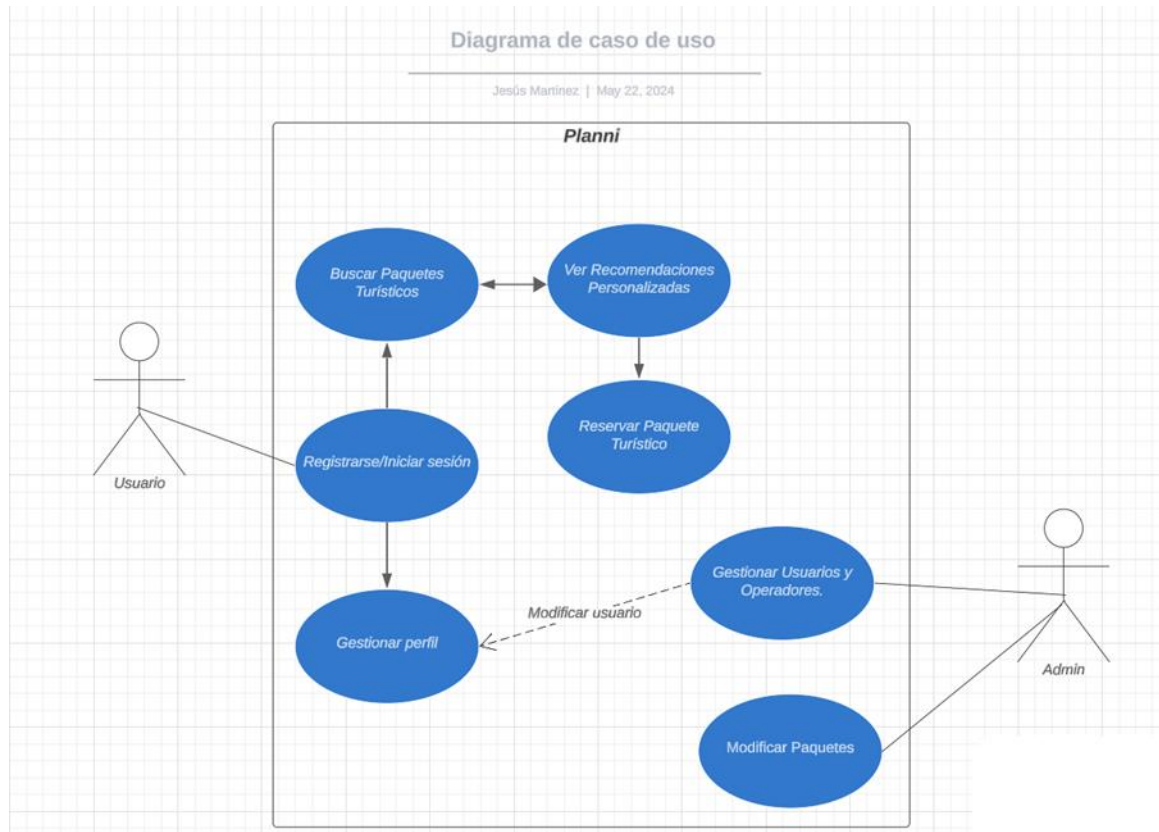 Diagrama de caso de uso
Jesús Martínez | May 22, 2024
Planni
Buscar Paquetes
Turísticos
Ver Recomendaciones
Personalizadas
Reservar Paquete
Turístico
Registrarse/Iniciar sesión
Usuario
Gestionar Usuarios y
Operadores.
Modificar usuario
Gestionar perfil
Admin
Modificar Paquetes